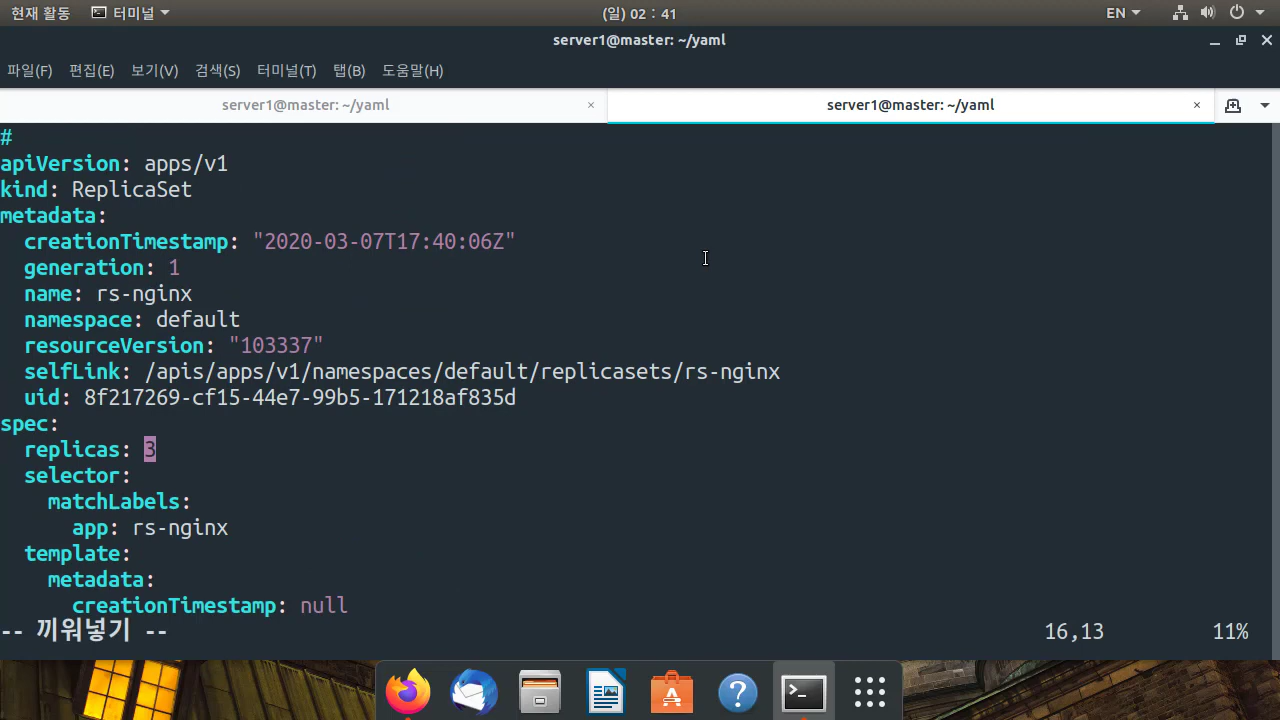 현재 활동 터미널 (일) 02 : 41 EN
server1@master: ~/yaml
파일(F) 편집(E) 보기(V) 검색(S) 터미널(T) 탭(B) 도움말(H)
server1@master: ~/yaml × server1@master: ~/yaml ×
#
apiVersion: apps/v1
kind: ReplicaSet
metadata:
  creationTimestamp: "2020-03-07T17:40:06Z"
  generation: 1
  name: rs-nginx
  namespace: default
  resourceVersion: "103337"
  selfLink: /apis/apps/v1/namespaces/default/replicasets/rs-nginx
  uid: 8f217269-cf15-44e7-99b5-171218af835d
spec:
  replicas: 3
  selector:
    matchLabels:
      app: rs-nginx
  template:
    metadata:
      creationTimestamp: null
-- 끼워넣기 -- 16,13 11%